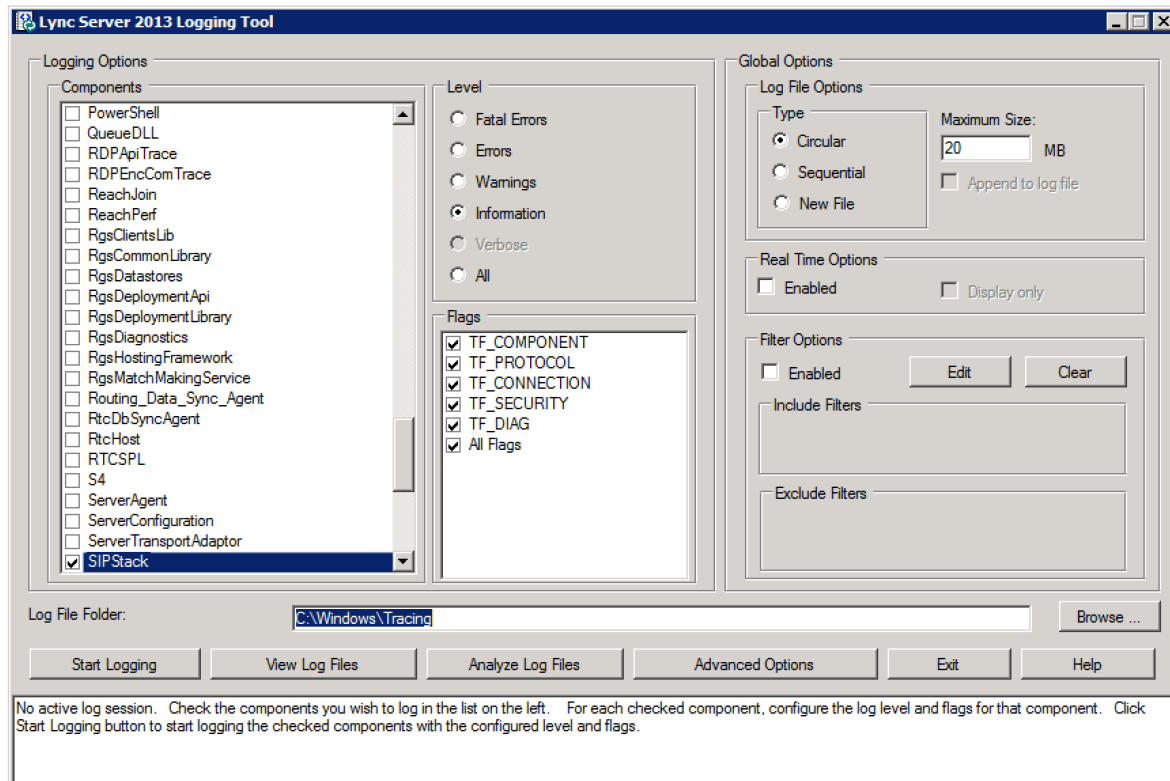 Lync Server 2013 Logging Tool
Logging Options
Components
PowerShell
QueueDLL
RDPApiTrace
RDPEncComTrace
ReachJoin
ReachPerf
RgsClientsLib
RgsCommonLibrary
RgsDatastores
RgsDeploymentApi
RgsDeploymentLibrary
RgsDiagnostics
RgsHostingFramework
RgsMatchMakingService
Routing_Data_Sync_Agent
RtcDbSyncAgent
RtcHost
RTCSPL
S4
ServerAgent
ServerConfiguration
ServerTransportAdaptor
SIPStack
Level
Fatal Errors
Errors
Warnings
Information
Verbose
All
Flags
TF_COMPONENT
TF_PROTOCOL
TF_CONNECTION
TF_SECURITY
TF_DIAG
All Flags
Global Options
Log File Options
Type
Circular
Sequential
New File
Maximum Size:
20 MB
Append to log file
Real Time Options
Enabled
Display only
Filter Options
Enabled
Edit
Clear
Include Filters
Exclude Filters
Log File Folder:
C:\Windows\Tracing
Browse ...
Start Logging
View Log Files
Analyze Log Files
Advanced Options
Exit
Help
No active log session. Check the components you wish to log in the list on the left. For each checked component, configure the log level and flags for that component. Click
Start Logging button to start logging the checked components with the configured level and flags.